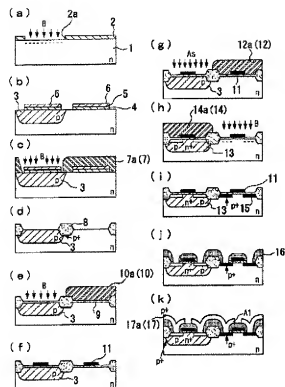 (a)
B
2a
2
1
n
(b)
3
6
6
5
4
p
n
(c)
B
7a(7)
p
3
n
(d)
8
p
p+
3
n
(e)
B
10a(10)
p
3
9
n
(f)
11
p
3
n
(g)
As
12a(12)
p
3
11
n
(h)
14a(14)
B
13
n
(i)
11
13
p+
15
n
(j)
16
p+
n
(k)
p+
A1
17a(17)
p+
p+
n